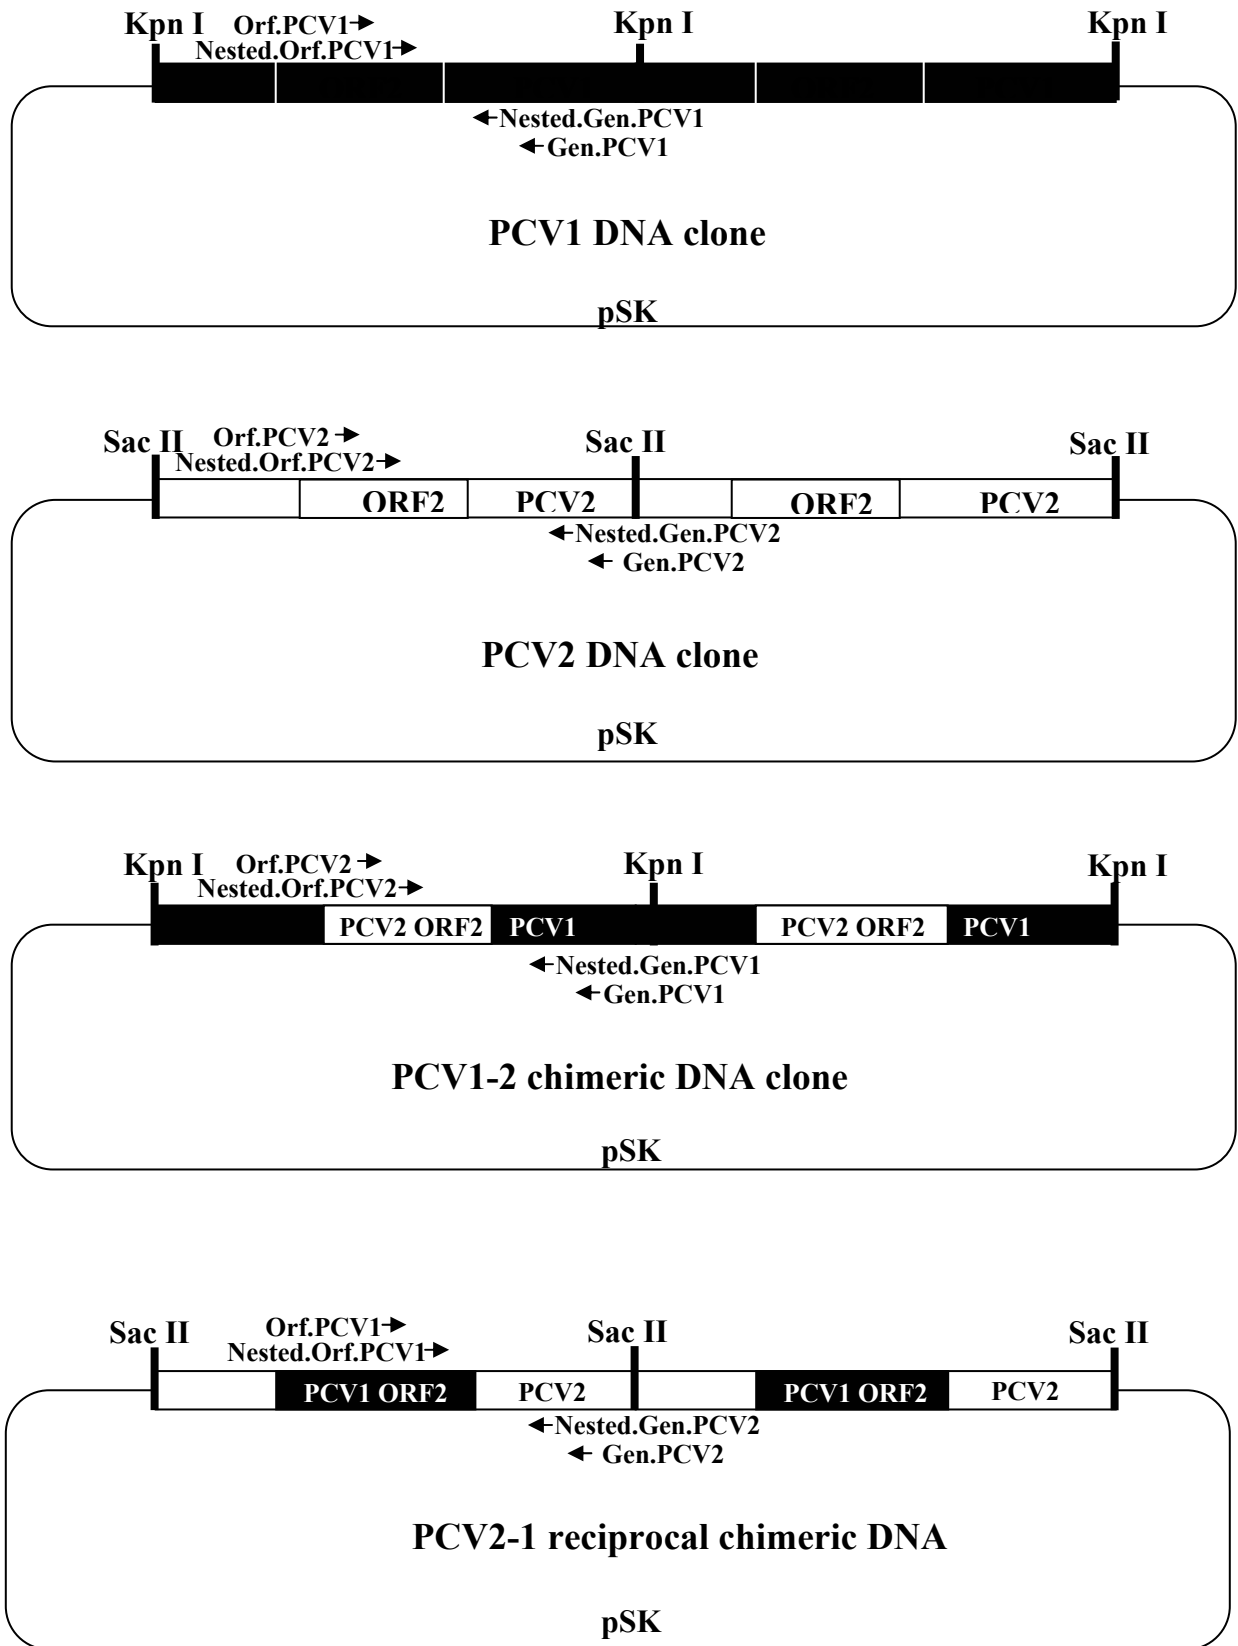 Kpn I
Orf.PCV1
Kpn I
Kpn I
Nested.Orf.PCV1
Nested.Gen.PCV1
Gen.PCV1
PCV1 DNA clone
pSK
Sac II
Orf.PCV2
Sac II
Sac II
Nested.Orf.PCV2
ORF2
PCV2
ORF2
PCV2
Nested.Gen.PCV2
Gen.PCV2
PCV2 DNA clone
pSK
Kpn I
Orf.PCV2
Kpn I
Kpn I
Nested.Orf.PCV2
PCV2 ORF2
PCV1
PCV2 ORF2
PCV1
Nested.Gen.PCV1
Gen.PCV1
PCV1-2 chimeric DNA clone
pSK
Sac II
Orf.PCV1
Sac II
Sac II
Nested.Orf.PCV1
PCV1 ORF2
PCV2
PCV1 ORF2
PCV2
Nested.Gen.PCV2
Gen.PCV2
PCV2-1 reciprocal chimeric DNA
pSK